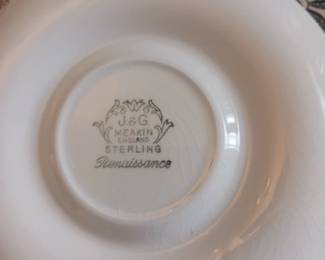 J.&G.
MEAKIN
ENGLAND
STERLING
Renaissance